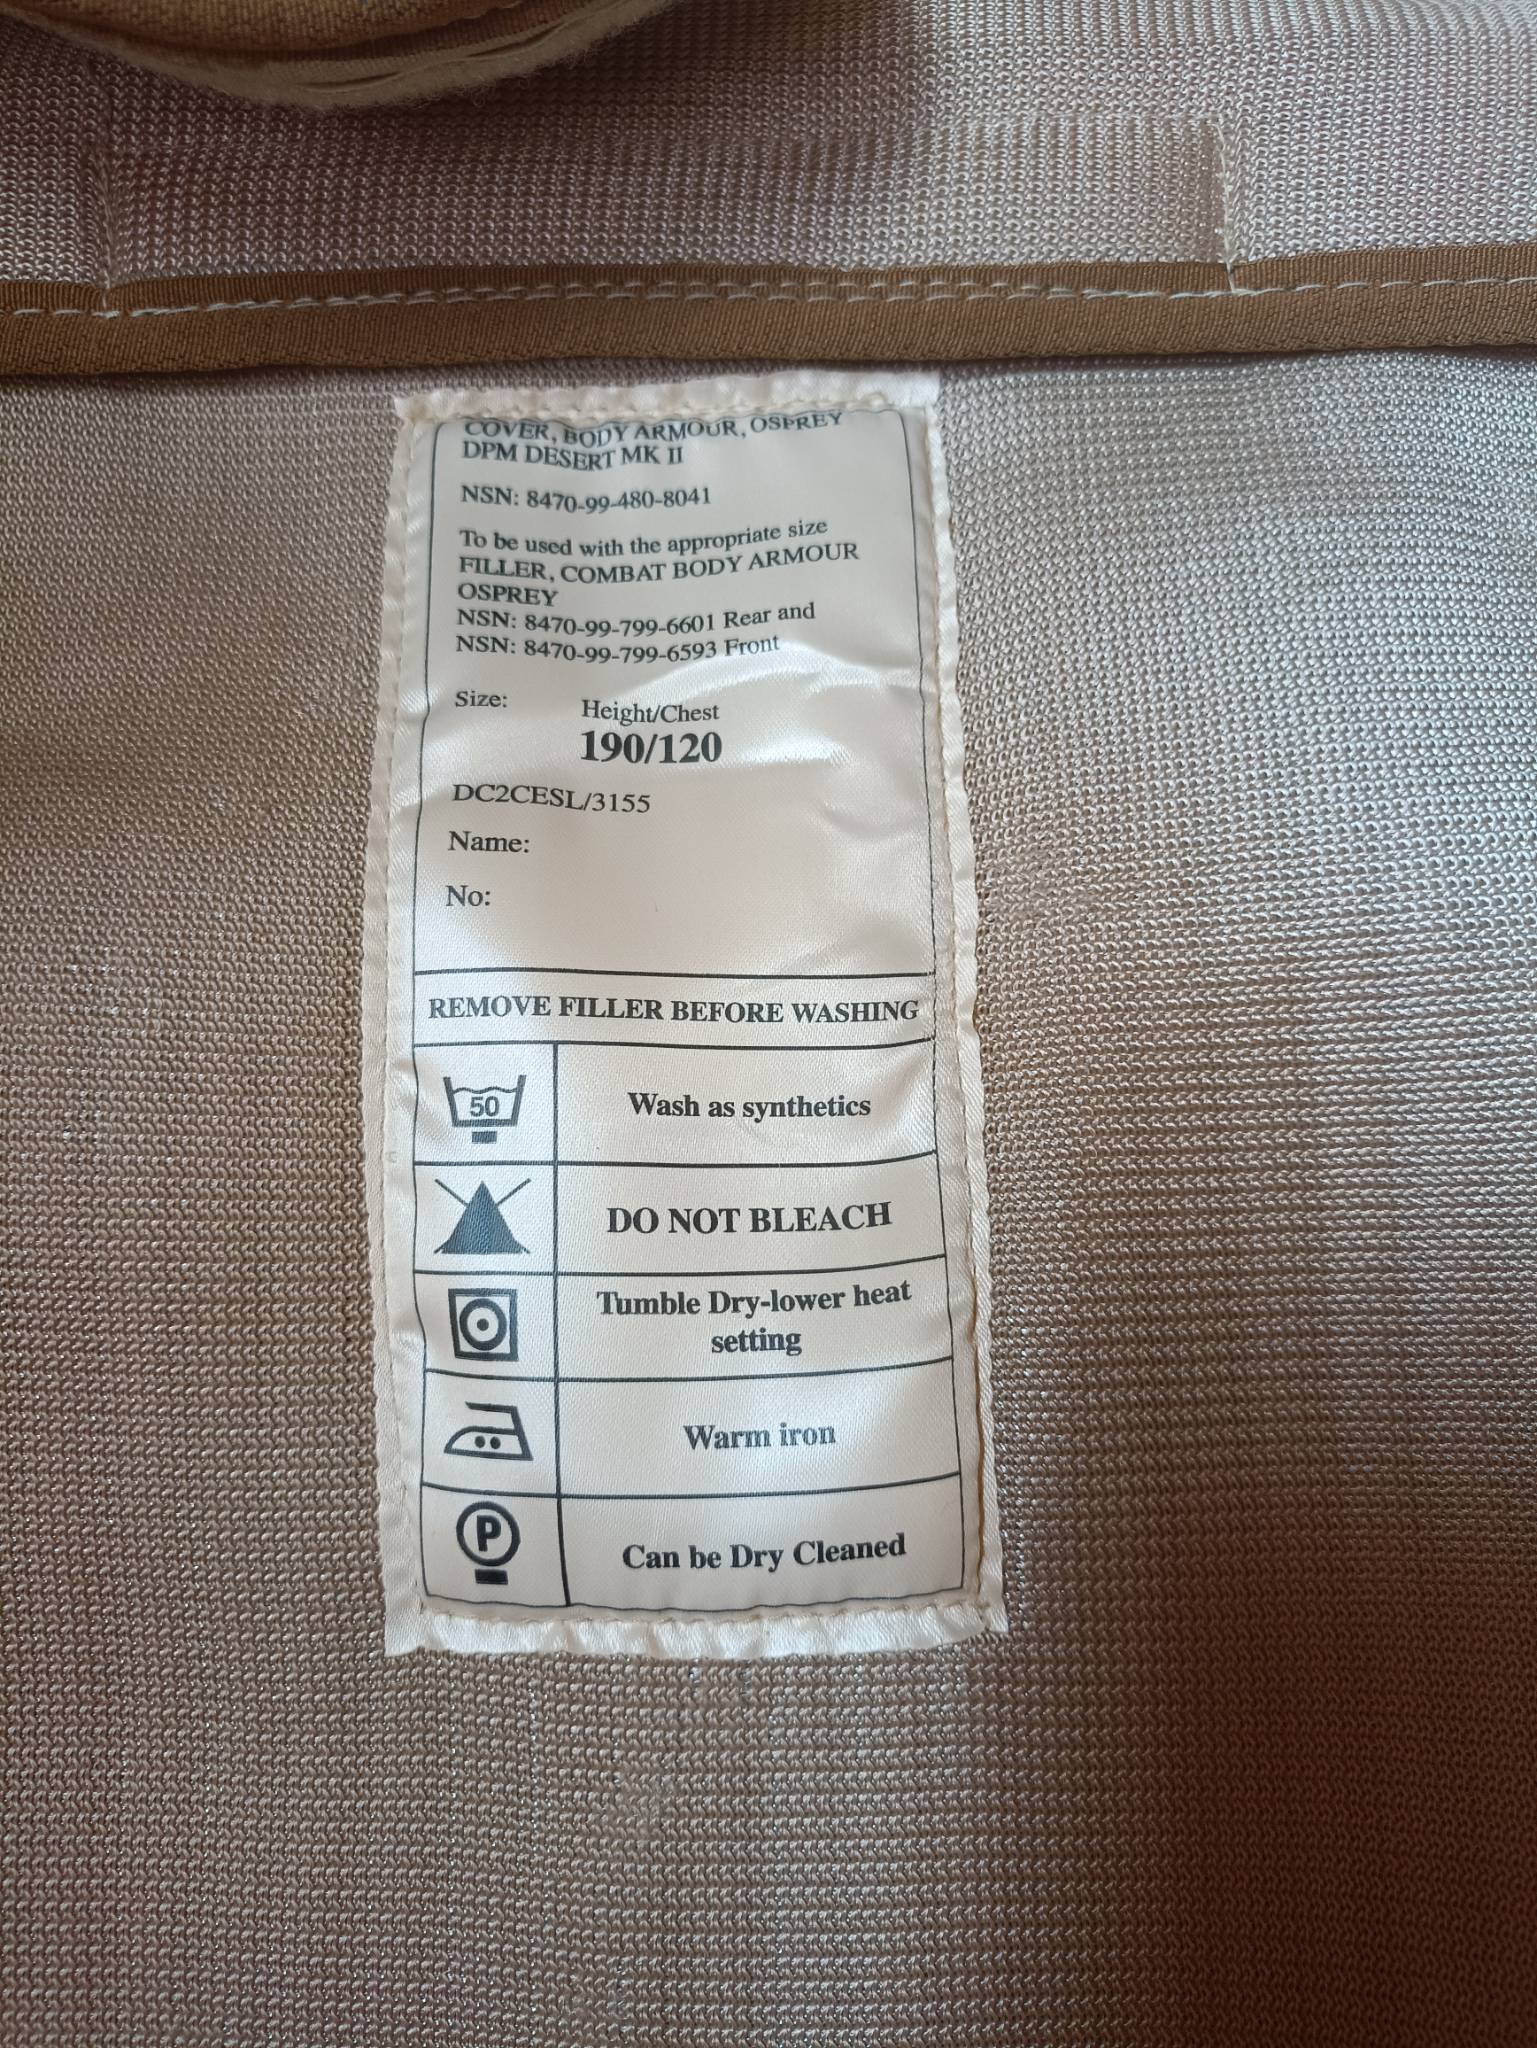 COVER, BODY ARMOUR, OSPREY
DPM DESERT MK II
NSN: 8470-99-480-8041
To be used with the appropriate size
FILLER, COMBAT BODY ARMOUR
OSPREY
NSN: 8470-99-799-6601 Rear and
NSN: 8470-99-799-6593 Front
Size: Height/Chest
190/120
DC2CESL/3155
Name:
No:
REMOVE FILLER BEFORE WASHING
50 Wash as synthetics
DO NOT BLEACH
Tumble Dry-lower heat
setting
Warm iron
P Can be Dry Cleaned